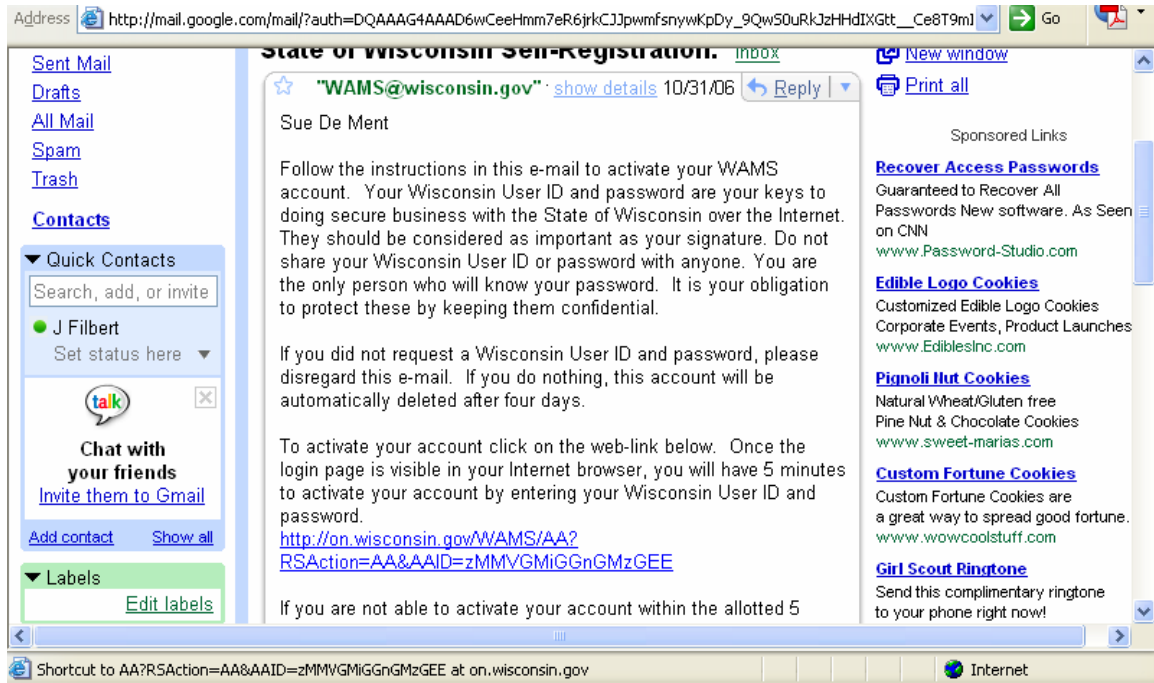 Address http://mail.google.com/mail/?auth=DQAAAG4AAAD6wCeeHmm7eR6jrkCJJpwmfsnywKpDy_9QwS0uRkJzHHdIXGtt__Ce8T9m Go
Sent Mail
Drafts
All Mail
Spam
Trash
Contacts
Quick Contacts
Search, add, or invite
J Filbert
Set status here
talk
Chat with
your friends
Invite them to Gmail
Add contact Show all
Labels
Edit labels
State of Wisconsin Self-Registration. Inbox
"WAMS@wisconsin.gov" show details 10/31/06 Reply
Sue De Ment
Follow the instructions in this e-mail to activate your WAMS
account. Your Wisconsin User ID and password are your keys to
doing secure business with the State of Wisconsin over the Internet.
They should be considered as important as your signature. Do not
share your Wisconsin User ID or password with anyone. You are
the only person who will know your password. It is your obligation
to protect these by keeping them confidential.
If you did not request a Wisconsin User ID and password, please
disregard this e-mail. If you do nothing, this account will be
automatically deleted after four days.
To activate your account click on the web-link below. Once the
login page is visible in your Internet browser, you will have 5 minutes
to activate your account by entering your Wisconsin User ID and
password.
http://on.wisconsin.gov/WAMS/AA?
RSAction=AA&AAID=zMMVGMiGGnGMzGEE
If you are not able to activate your account within the allotted 5
New window
Print all
Sponsored Links
Recover Access Passwords
Guaranteed to Recover All
Passwords New software. As Seen
on CNN
www.Password-Studio.com
Edible Logo Cookies
Customized Edible Logo Cookies
Corporate Events, Product Launches
www.EdiblesInc.com
Pignoli Nut Cookies
Natural Wheat/Gluten free
Pine Nut & Chocolate Cookies
www.sweet-marias.com
Custom Fortune Cookies
Custom Fortune Cookies are
a great way to spread good fortune.
www.wowcoolstuff.com
Girl Scout Ringtone
Send this complimentary ringtone
to your phone right now!
Shortcut to AA?RSAction=AA&AAID=zMMVGMiGGnGMzGEE at on.wisconsin.gov
Internet